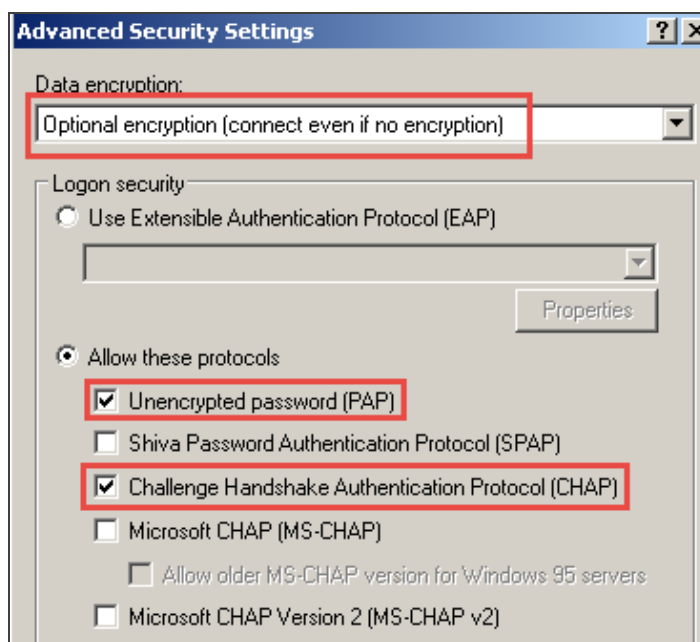 Advanced Security Settings
Data encryption:
Optional encryption (connect even if no encryption)
Logon security
Use Extensible Authentication Protocol (EAP)
Properties
Allow these protocols
Unencrypted password (PAP)
Shiva Password Authentication Protocol (SPAP)
Challenge Handshake Authentication Protocol (CHAP)
Microsoft CHAP (MS-CHAP)
Allow older MS-CHAP version for Windows 95 servers
Microsoft CHAP Version 2 (MS-CHAP v2)